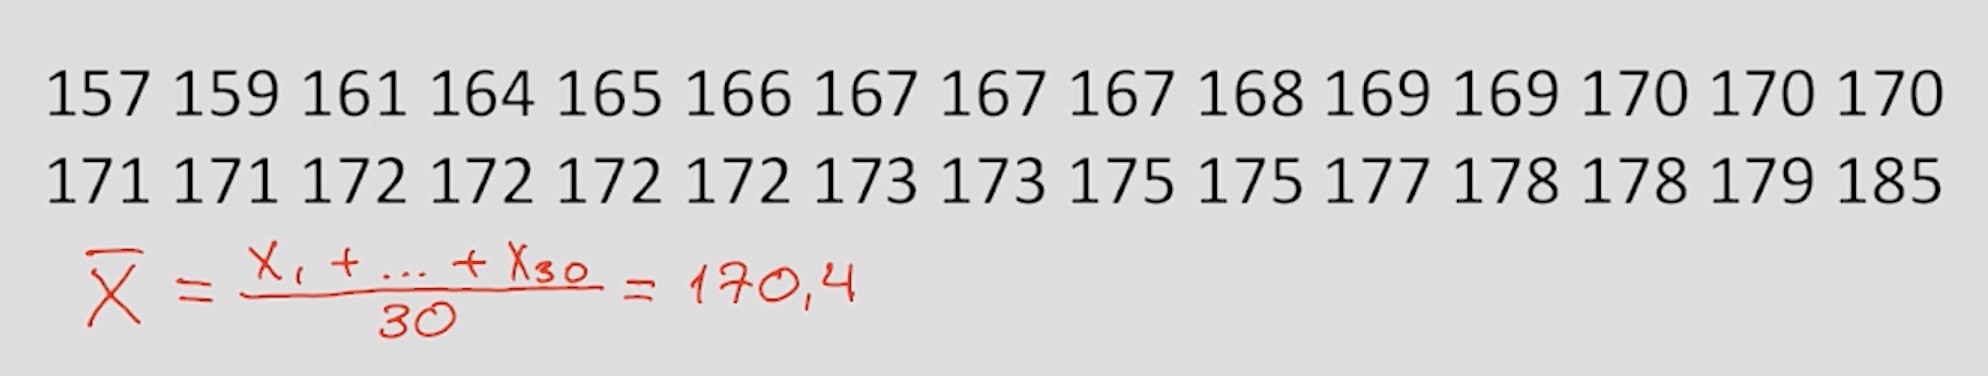 157 159 161 164 165 166 167 167 167 168 169 169 170 170 170
171 171 172 172 172 172 173 173 175 175 177 178 178 179 185
X̅ = (X₁ + ... + X₃₀) / 30 = 170,4